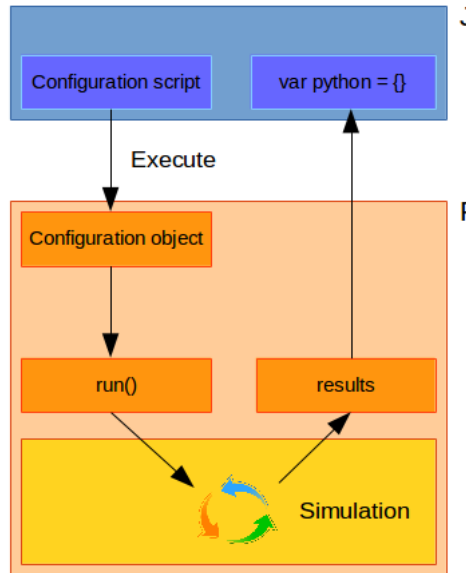 Configuration script
var python = {}
Execute
Configuration object
run()
results
Simulation